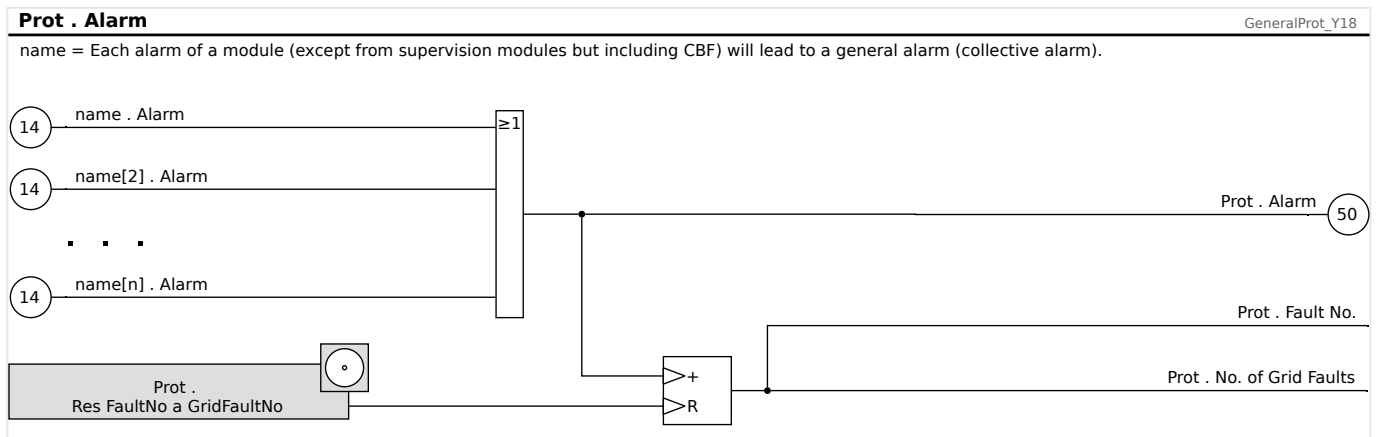 Prot . Alarm
GeneralProt_Y18
name = Each alarm of a module (except from supervision modules but including CBF) will lead to a general alarm (collective alarm).
14
name . Alarm
≥1
14
name[2] . Alarm
Prot . Alarm
50
. . .
14
name[n] . Alarm
Prot . Fault No.
+
Prot . No. of Grid Faults
Prot .
Res FaultNo a GridFaultNo
R